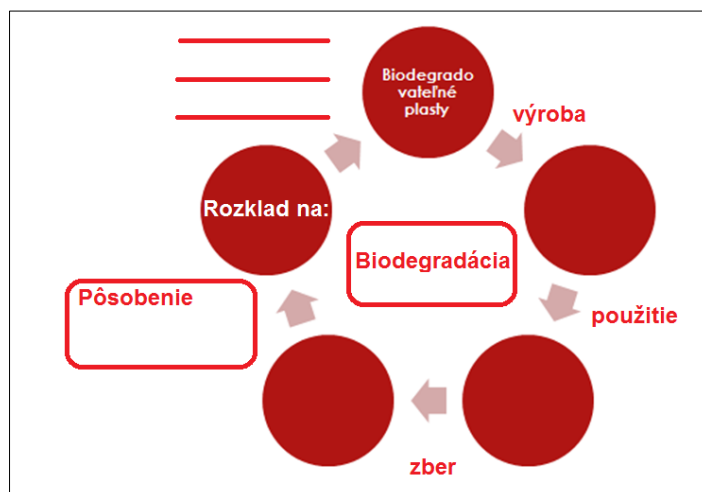 Biodegrado
vateľné
plasty
výroba
Rozklad na:
Biodegradácia
Pôsobenie
použitie
zber